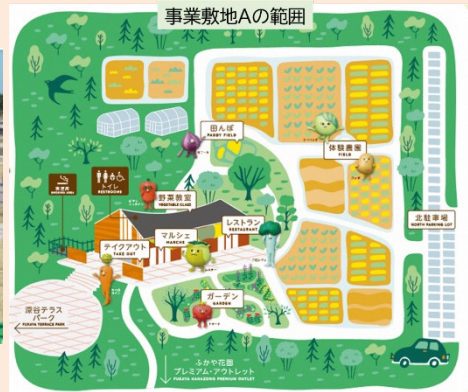 事業敷地Aの範囲
田んぼ
PADDY FIELD
体験農園
FIELD
喫煙所
SMOKING AREA
トイレ
RESTROOMS
野菜教室
VEGETABLE CLASS
北駐車場
NORTH PARKING LOT
レストラン
RESTAURANT
マルシェ
MARCHE
テイクアウト
TAKE OUT
ガーデン
GARDEN
深谷テラス
パーク
FUKAYA TERRACE PARK
ふかや花園
プレミアム・アウトレット
FUKAYA HANAZONO PREMIUM OUTLET